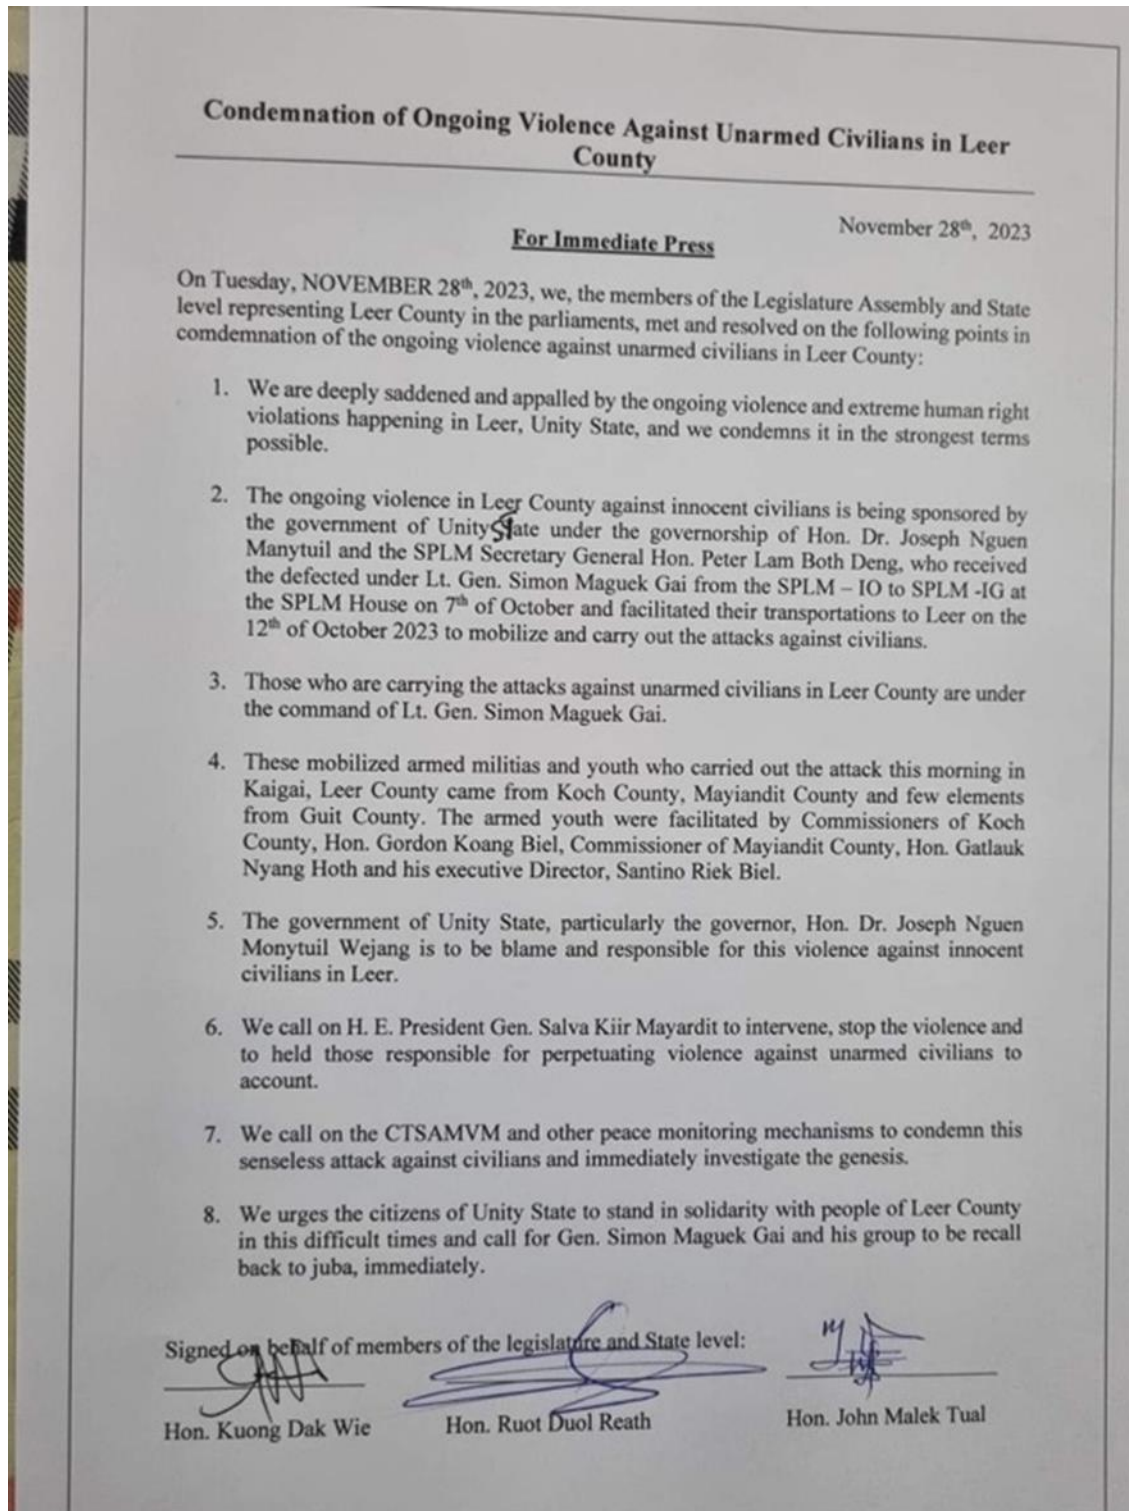 Condemnation of Ongoing Violence Against Unarmed Civilians in Leer
County
November 28th, 2023
For Immediate Press
On Tuesday, NOVEMBER 28th, 2023, we, the members of the Legislature Assembly and State
level representing Leer County in the parliaments, met and resolved on the following points in
comdemnation of the ongoing violence against unarmed civilians in Leer County:
1. We are deeply saddened and appalled by the ongoing violence and extreme human right
violations happening in Leer, Unity State, and we condemns it in the strongest terms
possible.
2. The ongoing violence in Leer County against innocent civilians is being sponsored by
the government of Unity State under the governorship of Hon. Dr. Joseph Nguen
Manytuil and the SPLM Secretary General Hon. Peter Lam Both Deng, who received
the defected under Lt. Gen. Simon Maguek Gai from the SPLM – IO to SPLM -IG at
the SPLM House on 7th of October and facilitated their transportations to Leer on the
12th of October 2023 to mobilize and carry out the attacks against civilians.
3. Those who are carrying the attacks against unarmed civilians in Leer County are under
the command of Lt. Gen. Simon Maguek Gai.
4. These mobilized armed militias and youth who carried out the attack this morning in
Kaigai, Leer County came from Koch County, Mayiandit County and few elements
from Guit County. The armed youth were facilitated by Commissioners of Koch
County, Hon. Gordon Koang Biel, Commissioner of Mayiandit County, Hon. Gatlauk
Nyang Hoth and his executive Director, Santino Riek Biel.
5. The government of Unity State, particularly the governor, Hon. Dr. Joseph Nguen
Monytuil Wejang is to be blame and responsible for this violence against innocent
civilians in Leer.
6. We call on H. E. President Gen. Salva Kiir Mayardit to intervene, stop the violence and
to held those responsible for perpetuating violence against unarmed civilians to
account.
7. We call on the CTSAMVM and other peace monitoring mechanisms to condemn this
senseless attack against civilians and immediately investigate the genesis.
8. We urges the citizens of Unity State to stand in solidarity with people of Leer County
in this difficult times and call for Gen. Simon Maguek Gai and his group to be recall
back to juba, immediately.
Signed on behalf of members of the legislature and State level:
Hon. Kuong Dak Wie
Hon. Ruot Duol Reath
Hon. John Malek Tual